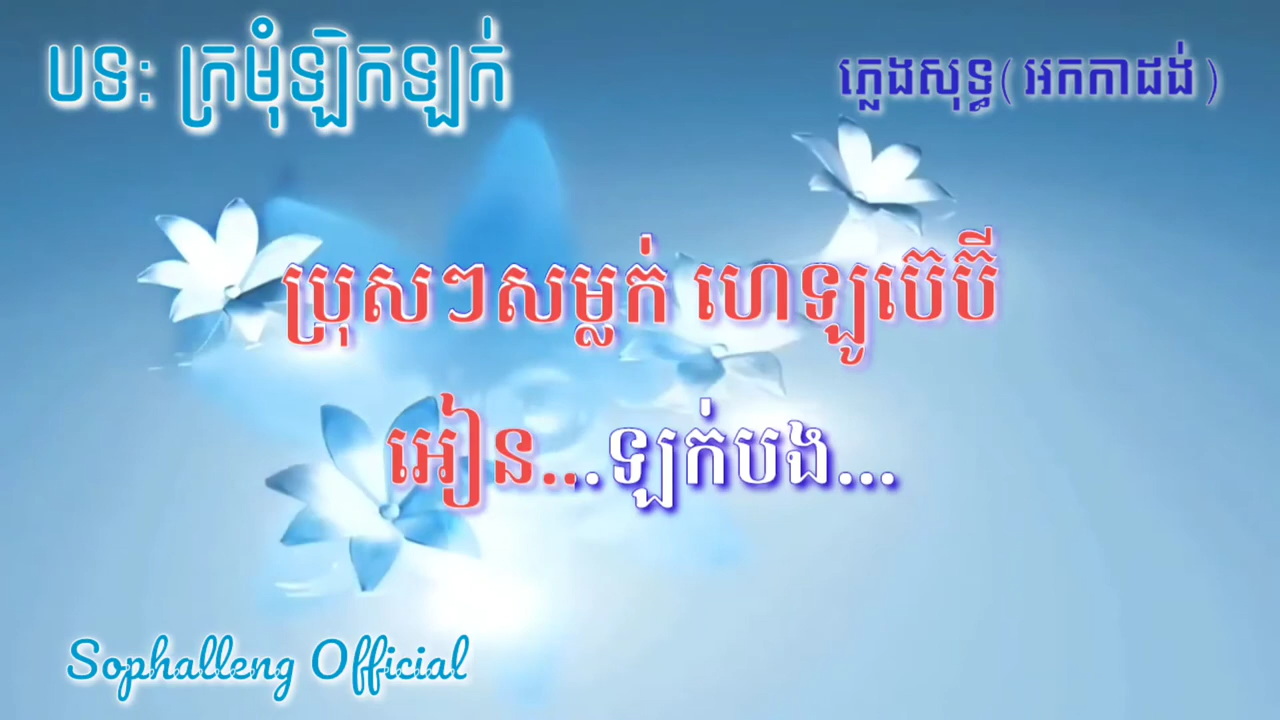 បទ: ក្រមុំឡិកឡក់
ភ្លេងសុទ្ធ( អកកាដង់ )
ប្រុសៗសម្លក់ ហេឡូប៊េប៊ី
អៀន...ឡក់បង...
Sophalleng Official